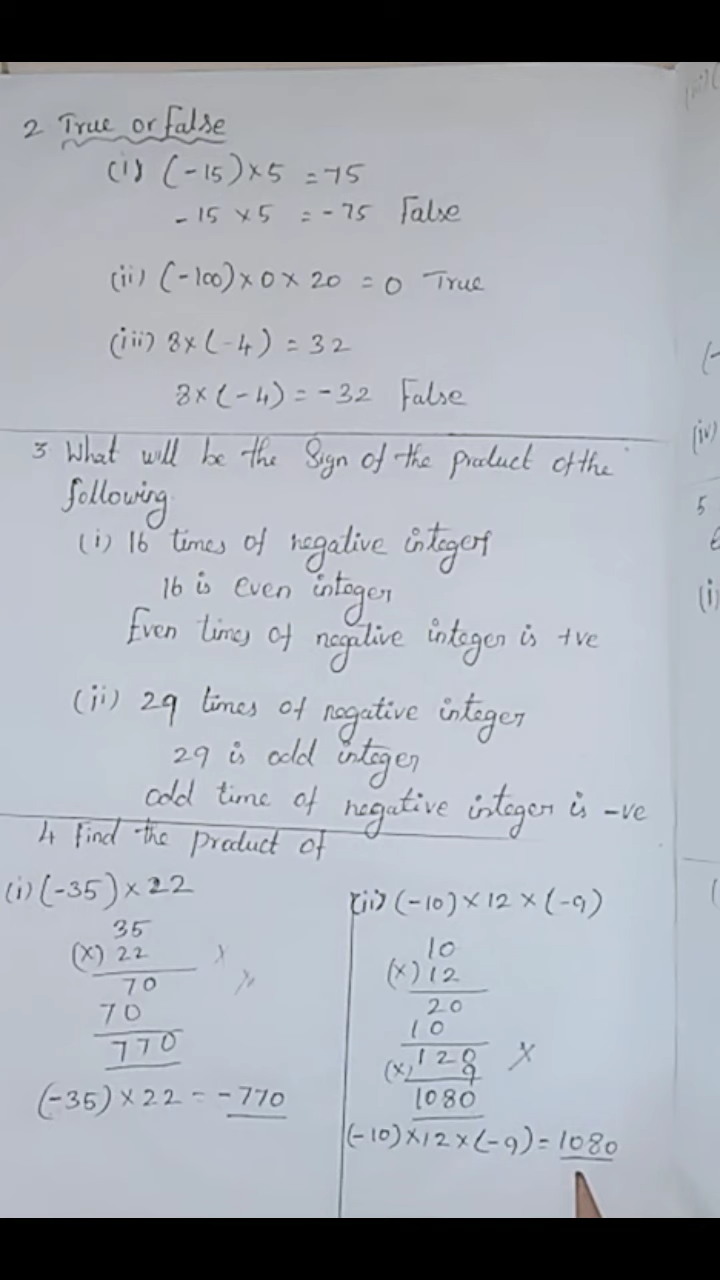 2 True or False
(i) (-15)×5 = 75
-15 ×5 = -75 False
(ii) (-100)×0×20 = 0 True
(iii) 8×(-4) = 32
8×(-4) = -32 False
3 What will be the Sign of the product of the
following
(i) 16 times of negative integers
16 is even integer
Even times of negative integer is +ve
(ii) 29 times of negative integer
29 is odd integer
odd time of negative integer is -ve
4 Find the product of
(i) (-35)×22
35
(×) 22
70
70
770
(-35)×22 = -770
(ii) (-10)×12×(-9)
10
(×) 12
20
10
120
(×) 9
1080
(-10)×12×(-9) = 1080
(iv)
5
(i)